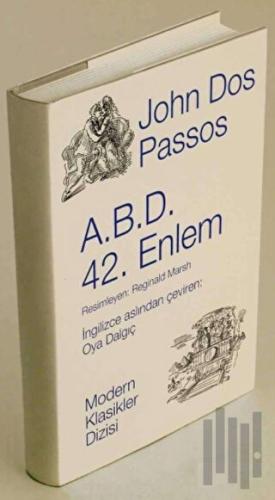 John Dos
Passos
A.B.D.
42. Enlem
Resimleyen: Reginald Marsh
İngilizce aslından çeviren:
Oya Dalgıç
Modern
Klasikler
Dizisi